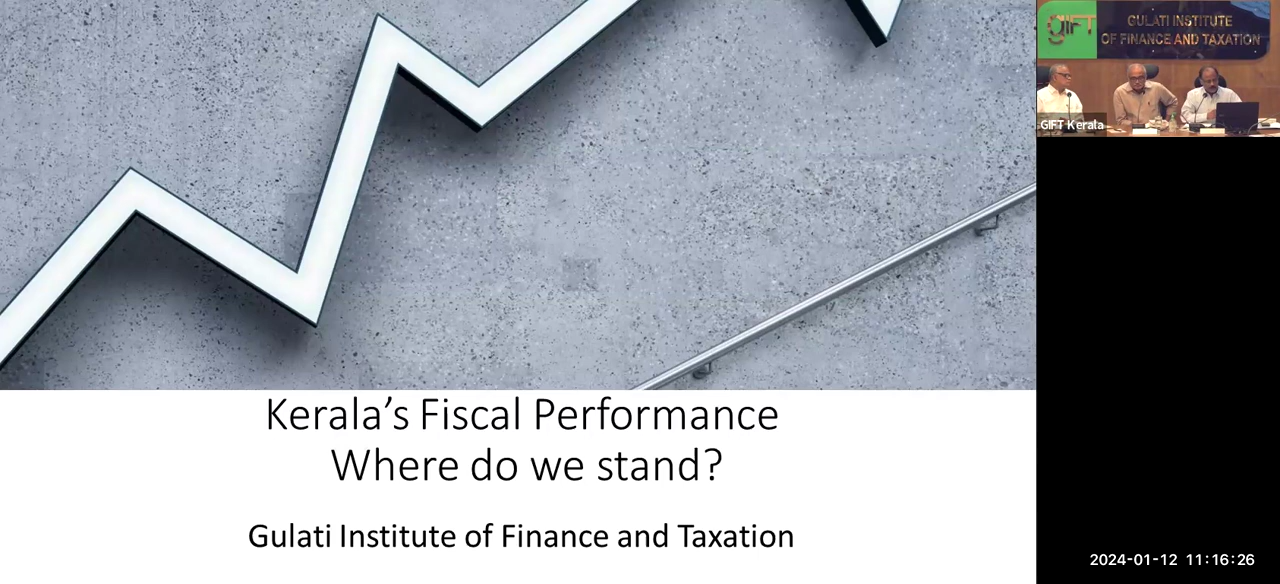 Kerala's Fiscal Performance
Where do we stand?
Gulati Institute of Finance and Taxation
gIFT
GULATI INSTITUTE
OF FINANCE AND TAXATION
GIFT Kerala
2024-01-12 11:16:26